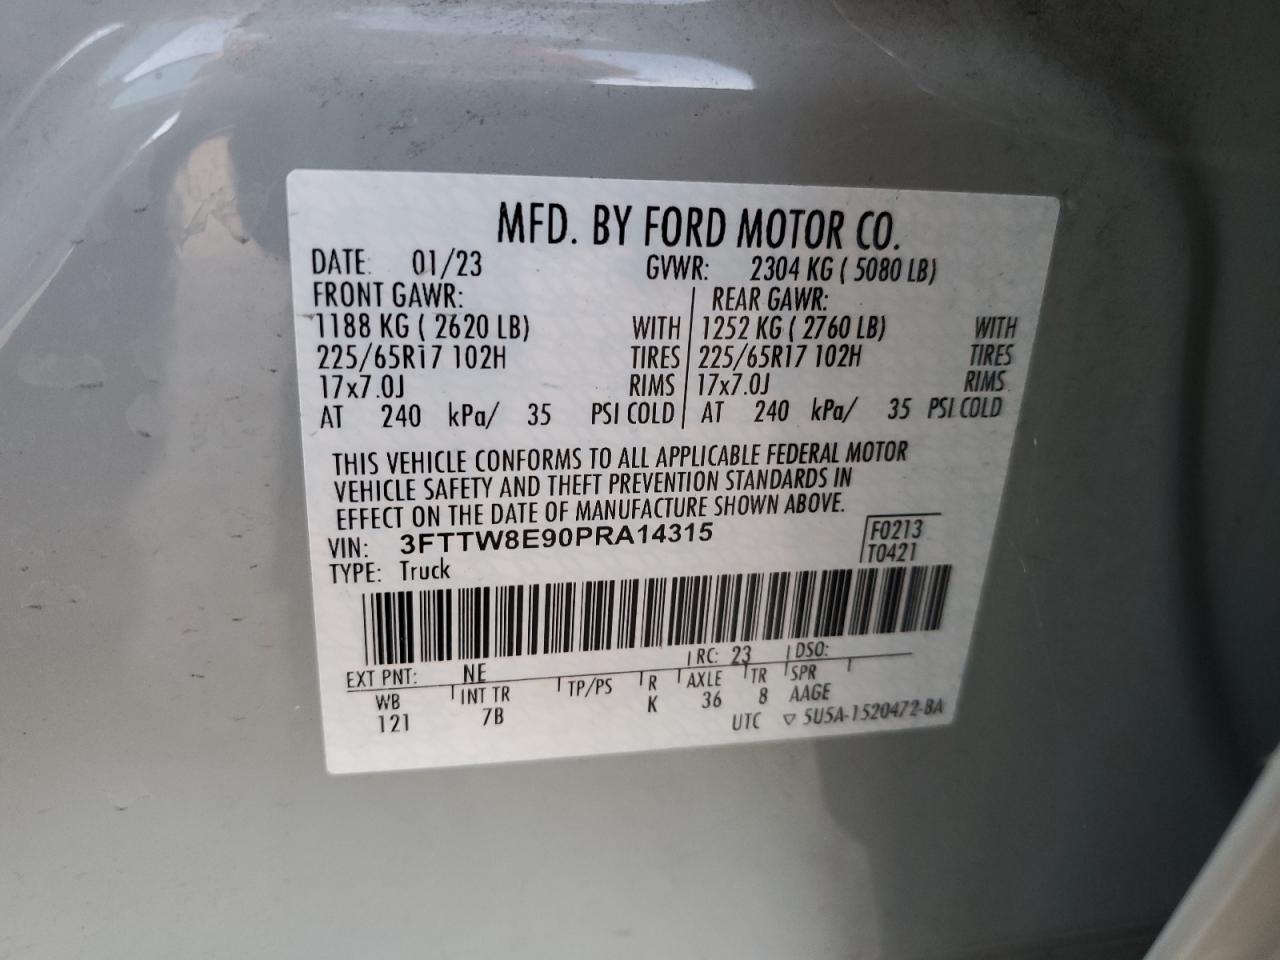 MFD. BY FORD MOTOR CO.
DATE: 01/23 GVWR: 2304 KG ( 5080 LB)
FRONT GAWR: REAR GAWR:
1188 KG ( 2620 LB) WITH 1252 KG ( 2760 LB) WITH
225/65R17 102H TIRES 225/65R17 102H TIRES
17x7.0J RIMS 17x7.0J RIMS
AT 240 kPa/ 35 PSI COLD AT 240 kPa/ 35 PSI COLD
THIS VEHICLE CONFORMS TO ALL APPLICABLE FEDERAL MOTOR
VEHICLE SAFETY AND THEFT PREVENTION STANDARDS IN
EFFECT ON THE DATE OF MANUFACTURE SHOWN ABOVE.
VIN: 3FTTW8E90PRA14315 F0213
TYPE: Truck T0421
EXT PNT: NE RC: 23 DSO:
WB INT TR TP/PS R AXLE TR SPR
121 7B K 36 8 AAGE
UTC ▽ 5U5A-1520472-BA